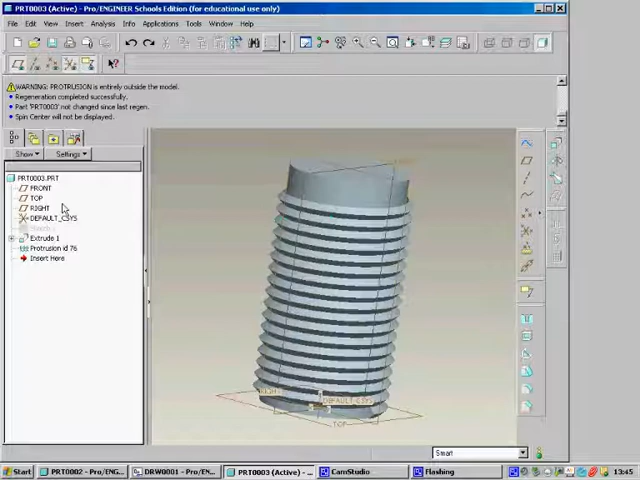 PRT0003 (Active) - Pro/ENGINEER Schools Edition (for educational use only)
File Edit View Insert Analysis Info Applications Tools Window Help
WARNING: PROTRUSION is entirely outside the model.
Regeneration completed successfully.
Part 'PRT0003' not changed since last regen.
Spin Center will not be displayed.
Show Settings
PRT0003.PRT
FRONT
TOP
RIGHT
DEFAULT_CSYS
Extrude 1
Protrusion id 76
Insert Here
RIGHT
DEFAULT_CSYS
TOP
Smart
Start PRT0002 - Pro/ENG... DRW0001 - Pro/EN... PRT0003 (Active) - ... CamStudio Flashing 13:45